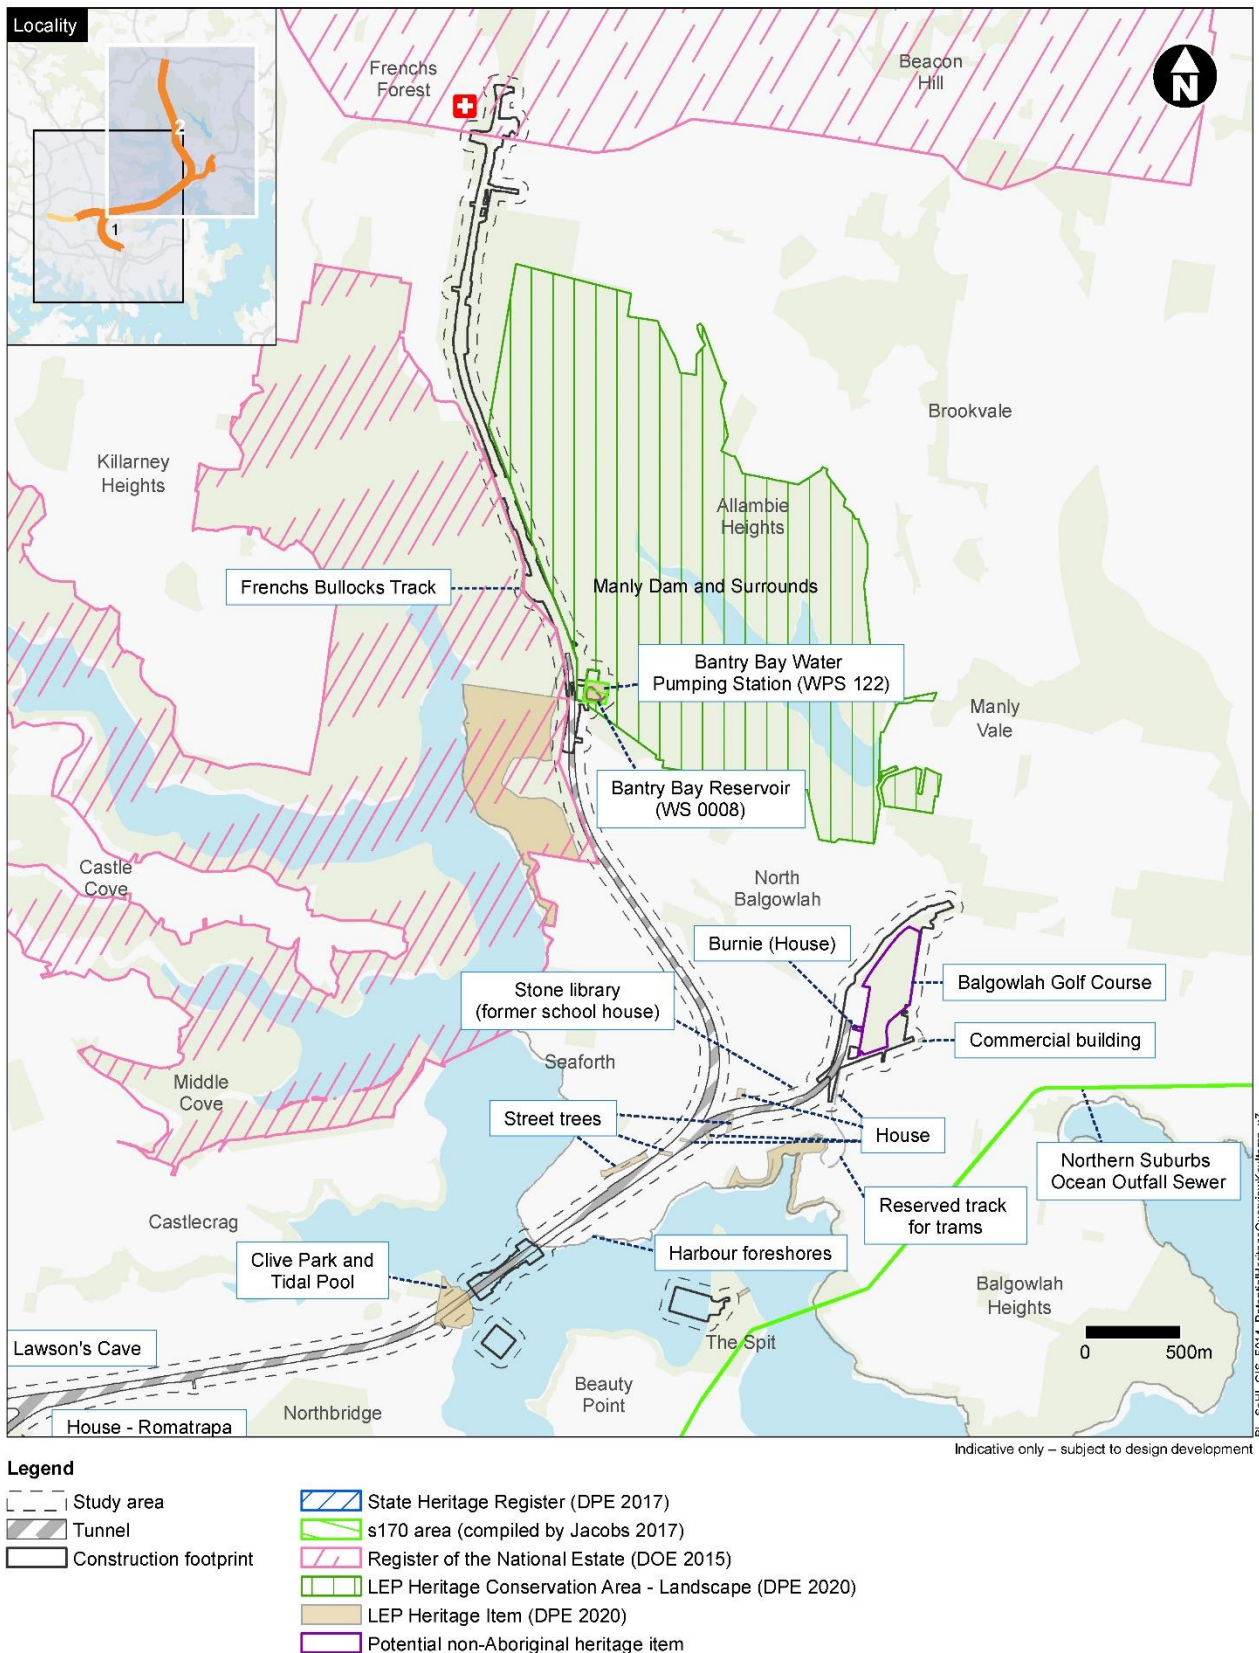 Locality
2
1
Frenchs
Forest
Beacon
Hill
N
Brookvale
Killarney
Heights
Allambie
Heights
Frenchs Bullocks Track
Manly Dam and Surrounds
Bantry Bay Water
Pumping Station (WPS 122)
Manly
Vale
Bantry Bay Reservoir
(WS 0008)
Castle
Cove
North
Balgowlah
Burnie (House)
Stone library
(former school house)
Balgowlah Golf Course
Commercial building
Seaforth
Middle
Cove
Street trees
House
Northern Suburbs
Ocean Outfall Sewer
Reserved track
for trams
Castlecrag
Harbour foreshores
Clive Park and
Tidal Pool
Balgowlah
Heights
Lawson's Cave
The Spit
0 500m
Beauty
Point
House - Romatrapa
Northbridge
Indicative only – subject to design development
Legend
Study area
Tunnel
Construction footprint
State Heritage Register (DPE 2017)
s170 area (compiled by Jacobs 2017)
Register of the National Estate (DOE 2015)
LEP Heritage Conservation Area - Landscape (DPE 2020)
LEP Heritage Item (DPE 2020)
Potential non-Aboriginal heritage item